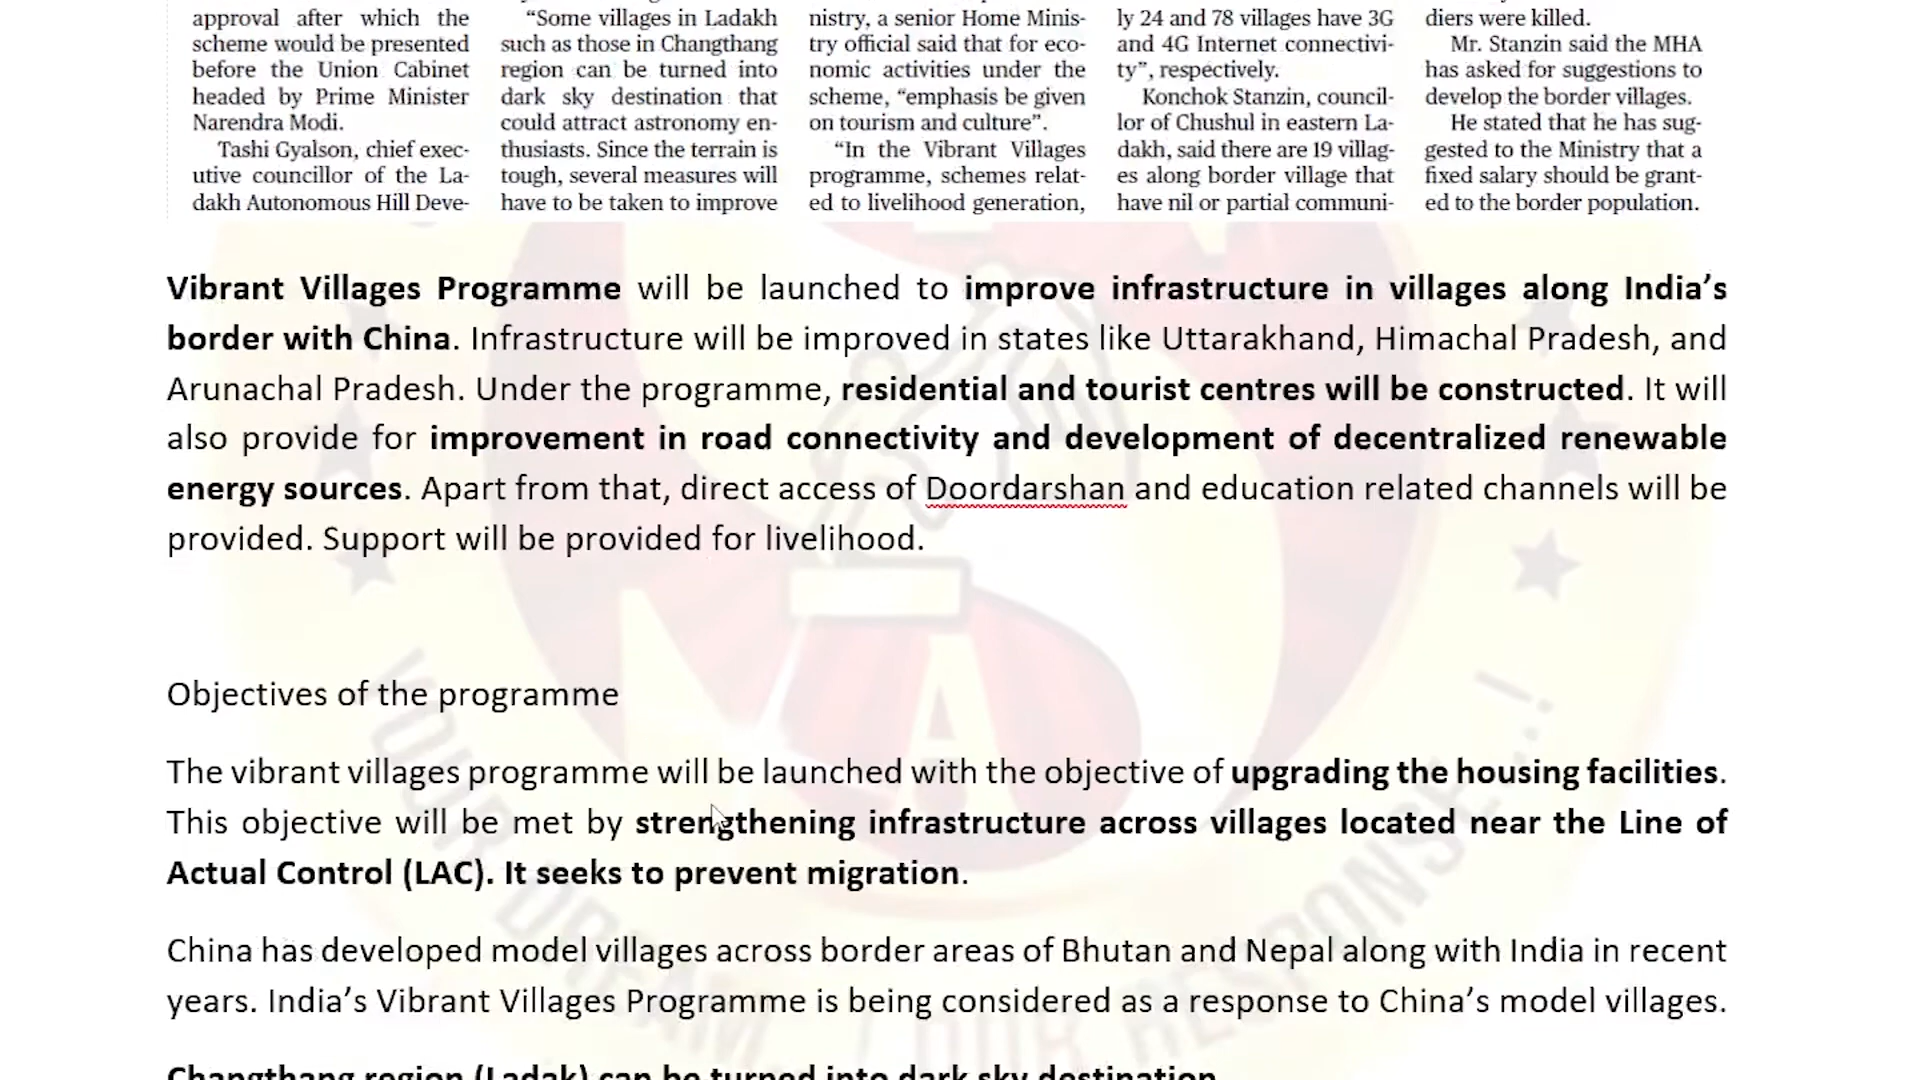 approval after which the
scheme would be presented
before the Union Cabinet
headed by Prime Minister
Narendra Modi.
Tashi Gyalson, chief exec-
utive councillor of the La-
dakh Autonomous Hill Deve-
“Some villages in Ladakh
such as those in Changthang
region can be turned into
dark sky destination that
could attract astronomy en-
thusiasts. Since the terrain is
tough, several measures will
have to be taken to improve
nistry, a senior Home Minis-
try official said that for eco-
nomic activities under the
scheme, “emphasis be given
on tourism and culture”.
“In the Vibrant Villages
programme, schemes relat-
ed to livelihood generation,
ly 24 and 78 villages have 3G
and 4G Internet connectivi-
ty”, respectively.
Konchok Stanzin, council-
lor of Chushul in eastern La-
dakh, said there are 19 villag-
es along border village that
have nil or partial communi-
diers were killed.
Mr. Stanzin said the MHA
has asked for suggestions to
develop the border villages.
He stated that he has sug-
gested to the Ministry that a
fixed salary should be grant-
ed to the border population.
Vibrant Villages Programme will be launched to improve infrastructure in villages along India’s
border with China. Infrastructure will be improved in states like Uttarakhand, Himachal Pradesh, and
Arunachal Pradesh. Under the programme, residential and tourist centres will be constructed. It will
also provide for improvement in road connectivity and development of decentralized renewable
energy sources. Apart from that, direct access of Doordarshan and education related channels will be
provided. Support will be provided for livelihood.
Objectives of the programme
The vibrant villages programme will be launched with the objective of upgrading the housing facilities.
This objective will be met by strengthening infrastructure across villages located near the Line of
Actual Control (LAC). It seeks to prevent migration.
China has developed model villages across border areas of Bhutan and Nepal along with India in recent
years. India’s Vibrant Villages Programme is being considered as a response to China’s model villages.
Changthang region (Ladak) can be turned into dark sky destination
YOUR DREAM... OUR RESPONSE...!